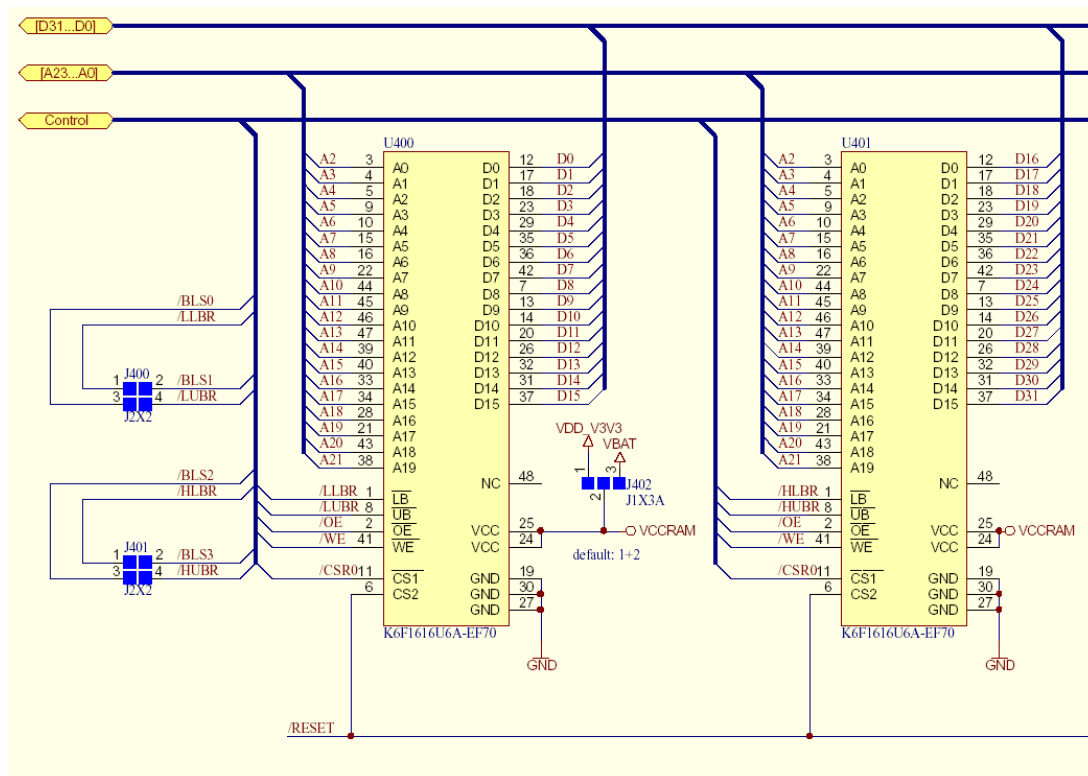 [D31...D0]
[A23...A0]
Control
U400
A2 3 A0 D0 12 D0
A3 4 A1 D1 17 D1
A4 5 A2 D2 18 D2
A5 9 A3 D3 23 D3
A6 10 A4 D4 29 D4
A7 15 A5 D5 35 D5
A8 16 A6 D6 36 D6
A9 22 A7 D7 42 D7
A10 44 A8 D8 7 D8
A11 45 A9 D9 13 D9
A12 46 A10 D10 14 D10
A13 47 A11 D11 20 D11
A14 39 A12 D12 26 D12
A15 40 A13 D13 32 D13
A16 33 A14 D14 31 D14
A17 34 A15 D15 37 D15
A18 28 A16
A19 21 A17
A20 43 A18
A21 38 A19
NC 48
/LLBR 1 LB
/LUBR 8 UB
/OE 2 OE VCC 25
/WE 41 WE VCC 24
/CSR0 11 CS1 GND 19
6 CS2 GND 30
GND 27
K6F1616U6A-EF70
GND
/BLS0
/LLBR
J400
1 2 /BLS1
3 4 /LUBR
J2X2
/BLS2
/HLBR
J401
1 2 /BLS3
3 4 /HUBR
J2X2
VDD_V3V3
VBAT
1 3
J402
2 J1X3A
VCCRAM
default: 1+2
U401
A2 3 A0 D0 12 D16
A3 4 A1 D1 17 D17
A4 5 A2 D2 18 D18
A5 9 A3 D3 23 D19
A6 10 A4 D4 29 D20
A7 15 A5 D5 35 D21
A8 16 A6 D6 36 D22
A9 22 A7 D7 42 D23
A10 44 A8 D8 7 D24
A11 45 A9 D9 13 D25
A12 46 A10 D10 14 D26
A13 47 A11 D11 20 D27
A14 39 A12 D12 26 D28
A15 40 A13 D13 32 D29
A16 33 A14 D14 31 D30
A17 34 A15 D15 37 D31
A18 28 A16
A19 21 A17
A20 43 A18
A21 38 A19
NC 48
/HLBR 1 LB
/HUBR 8 UB
/OE 2 OE VCC 25 VCCRAM
/WE 41 WE VCC 24
/CSR0 11 CS1 GND 19
6 CS2 GND 30
GND 27
K6F1616U6A-EF70
GND
/RESET